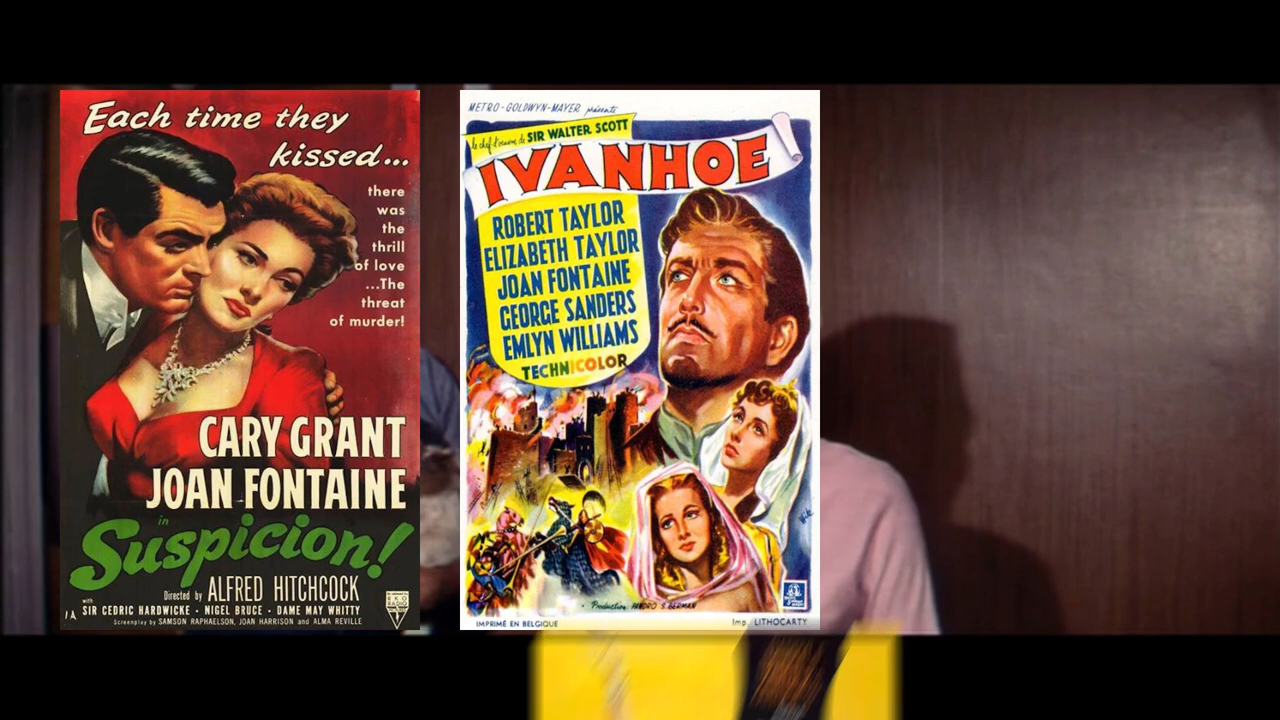 Each time they
kissed...
there
was
the
thrill
of love
...The
threat
of murder!
CARY GRANT
JOAN FONTAINE
in
Suspicion!
Directed by ALFRED HITCHCOCK
with SIR CEDRIC HARDWICKE • NIGEL BRUCE • DAME MAY WHITTY
Screenplay by SAMSON RAPHAELSON, JOAN HARRISON and ALMA REVILLE
METRO-GOLDWYN-MAYER présente
le chef-d'œuvre de SIR WALTER SCOTT
IVANHOE
ROBERT TAYLOR
ELIZABETH TAYLOR
JOAN FONTAINE
GEORGE SANDERS
EMLYN WILLIAMS
TECHNICOLOR
Production PANDRO S. BERMAN
IMPRIMÉ EN BELGIQUE
Imp. LITHOCARTY